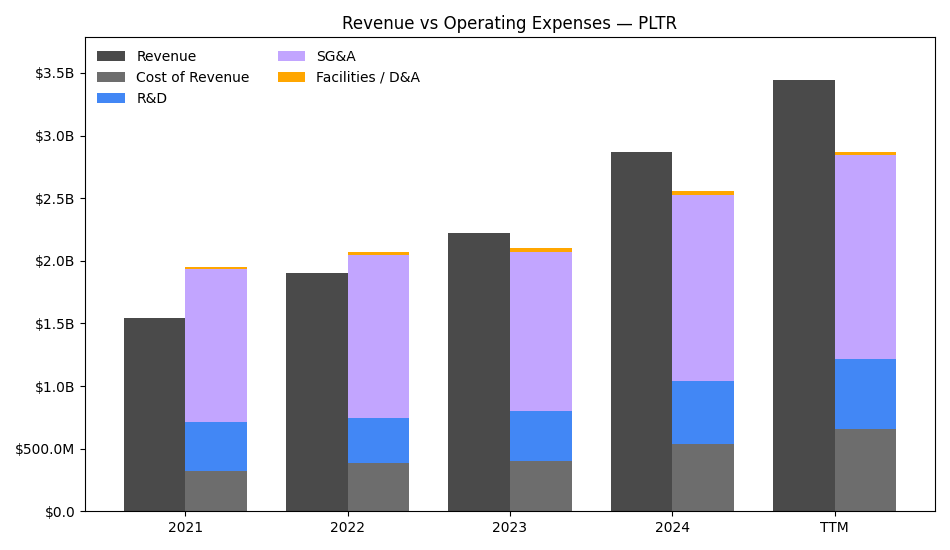 Revenue vs Operating Expenses — PLTR
Revenue
Cost of Revenue
R&D
SG&A
Facilities / D&A
$3.5B
$3.0B
$2.5B
$2.0B
$1.5B
$1.0B
$500.0M
$0.0
2021
2022
2023
2024
TTM